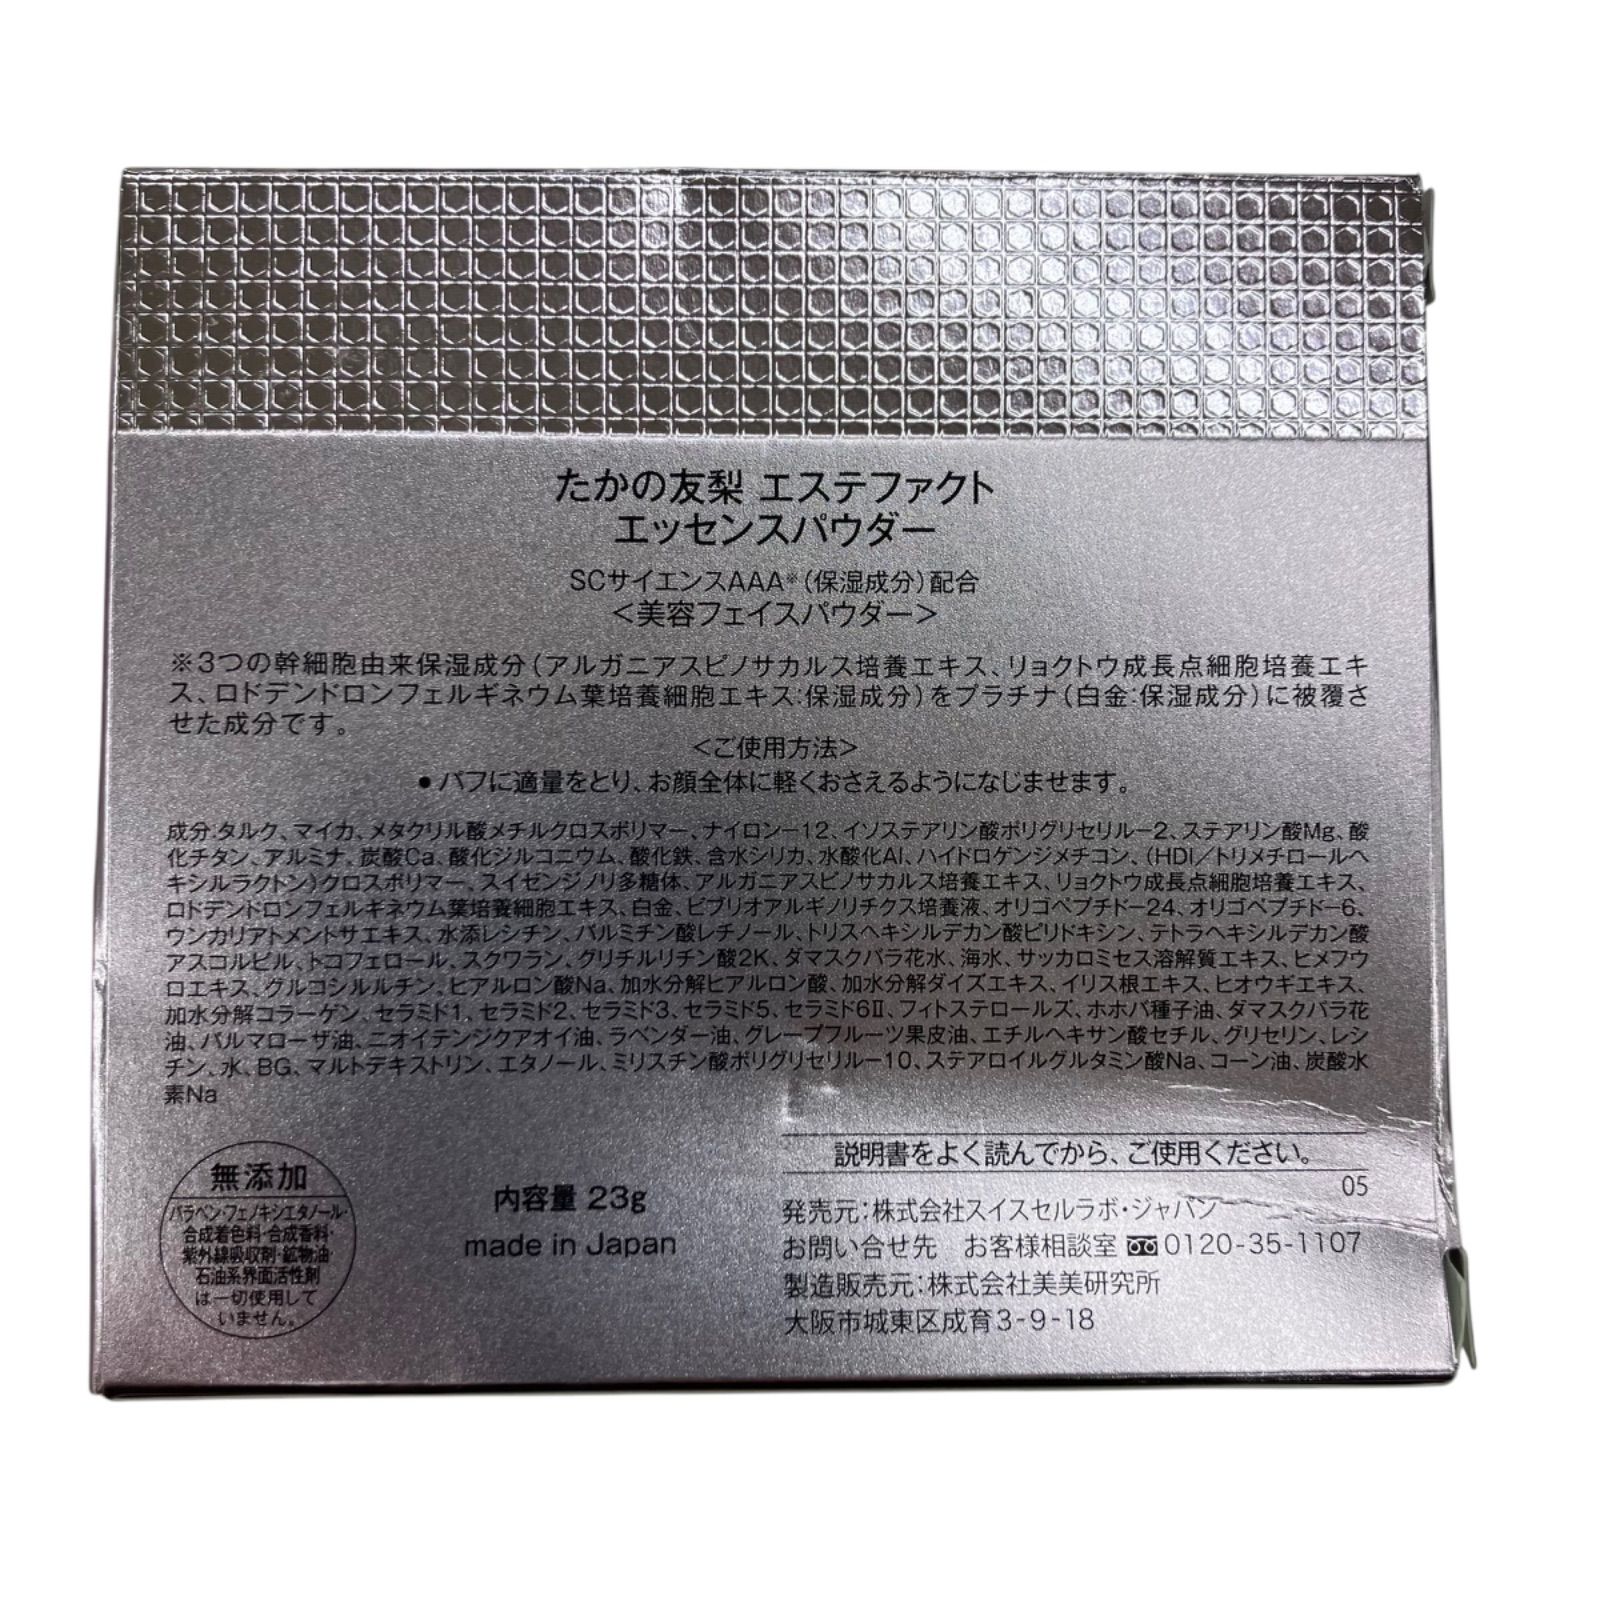 たかの友梨 エステファクト
エッセンスパウダー
SCサイエンスAAA※(保湿成分)配合
<美容フェイスパウダー>
※3つの幹細胞由来保湿成分(アルガニアスピノサカルス培養エキス、リョクトウ成長点細胞培養エキ
ス、ロドデンドロンフェルギネウム葉培養細胞エキス:保湿成分)をプラチナ(白金:保湿成分)に被覆さ
せた成分です。
<ご使用方法>
●パフに適量をとり、お顔全体に軽くおさえるようになじませます。
成分:タルク、マイカ、メタクリル酸メチルクロスポリマー、ナイロン-12、イソステアリン酸ポリグリセリル-2、ステアリン酸Mg、酸
化チタン、アルミナ、炭酸Ca、酸化ジルコニウム、酸化鉄、含水シリカ、水酸化Al、ハイドロゲンジメチコン、(HDI/トリメチロールヘ
キシルラクトン)クロスポリマー、スイゼンジノリ多糖体、アルガニアスピノサカルス培養エキス、リョクトウ成長点細胞培養エキス、
ロドデンドロンフェルギネウム葉培養細胞エキス、白金、ビブリオアルギノリチクス培養液、オリゴペプチド-24、オリゴペプチド-6、
ウンカリアトメントサエキス、水添レシチン、パルミチン酸レチノール、トリスヘキシルデカン酸ピリドキシン、テトラヘキシルデカン酸
アスコルビル、トコフェロール、スクワラン、グリチルリチン酸2K、ダマスクバラ花水、海水、サッカロミセス溶解質エキス、ヒメフウ
ロエキス、グルコシルルチン、ヒアルロン酸Na、加水分解ヒアルロン酸、加水分解ダイズエキス、イリス根エキス、ヒオウギエキス、
加水分解コラーゲン、セラミド1、セラミド2、セラミド3、セラミド5、セラミド6Ⅱ、フィトステロールズ、ホホバ種子油、ダマスクバラ花
油、パルマローザ油、ニオイテンジクアオイ油、ラベンダー油、グレープフルーツ果皮油、エチルヘキサン酸セチル、グリセリン、レシ
チン、水、BG、マルトデキストリン、エタノール、ミリスチン酸ポリグリセリル-10、ステアロイルグルタミン酸Na、コーン油、炭酸水
素Na
無添加
パラベン・フェノキシエタノール・
合成着色料・合成香料・
紫外線吸収剤・鉱物油・
石油系界面活性剤
は一切使用して
いません。
内容量 23g
made in Japan
説明書をよく読んでから、ご使用ください。
05
発売元:株式会社スイスセルラボ・ジャパン
お問い合せ先 お客様相談室 0120-35-1107
製造販売元:株式会社美美研究所
大阪市城東区成育3-9-18